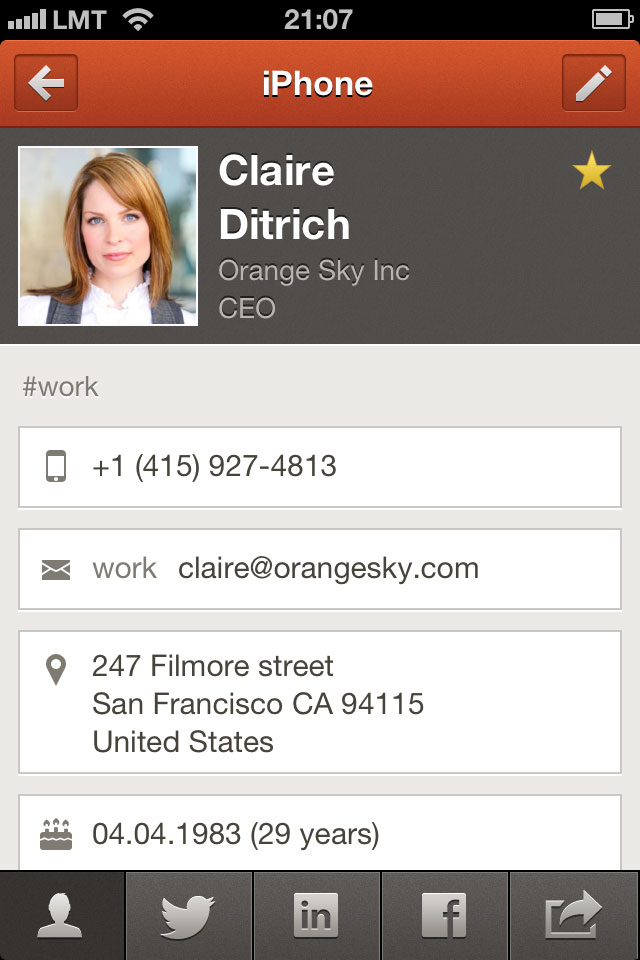 LMT 21:07
iPhone
Claire
Ditrich
Orange Sky Inc
CEO
#work
+1 (415) 927-4813
work claire@orangesky.com
247 Filmore street
San Francisco CA 94115
United States
04.04.1983 (29 years)
in f